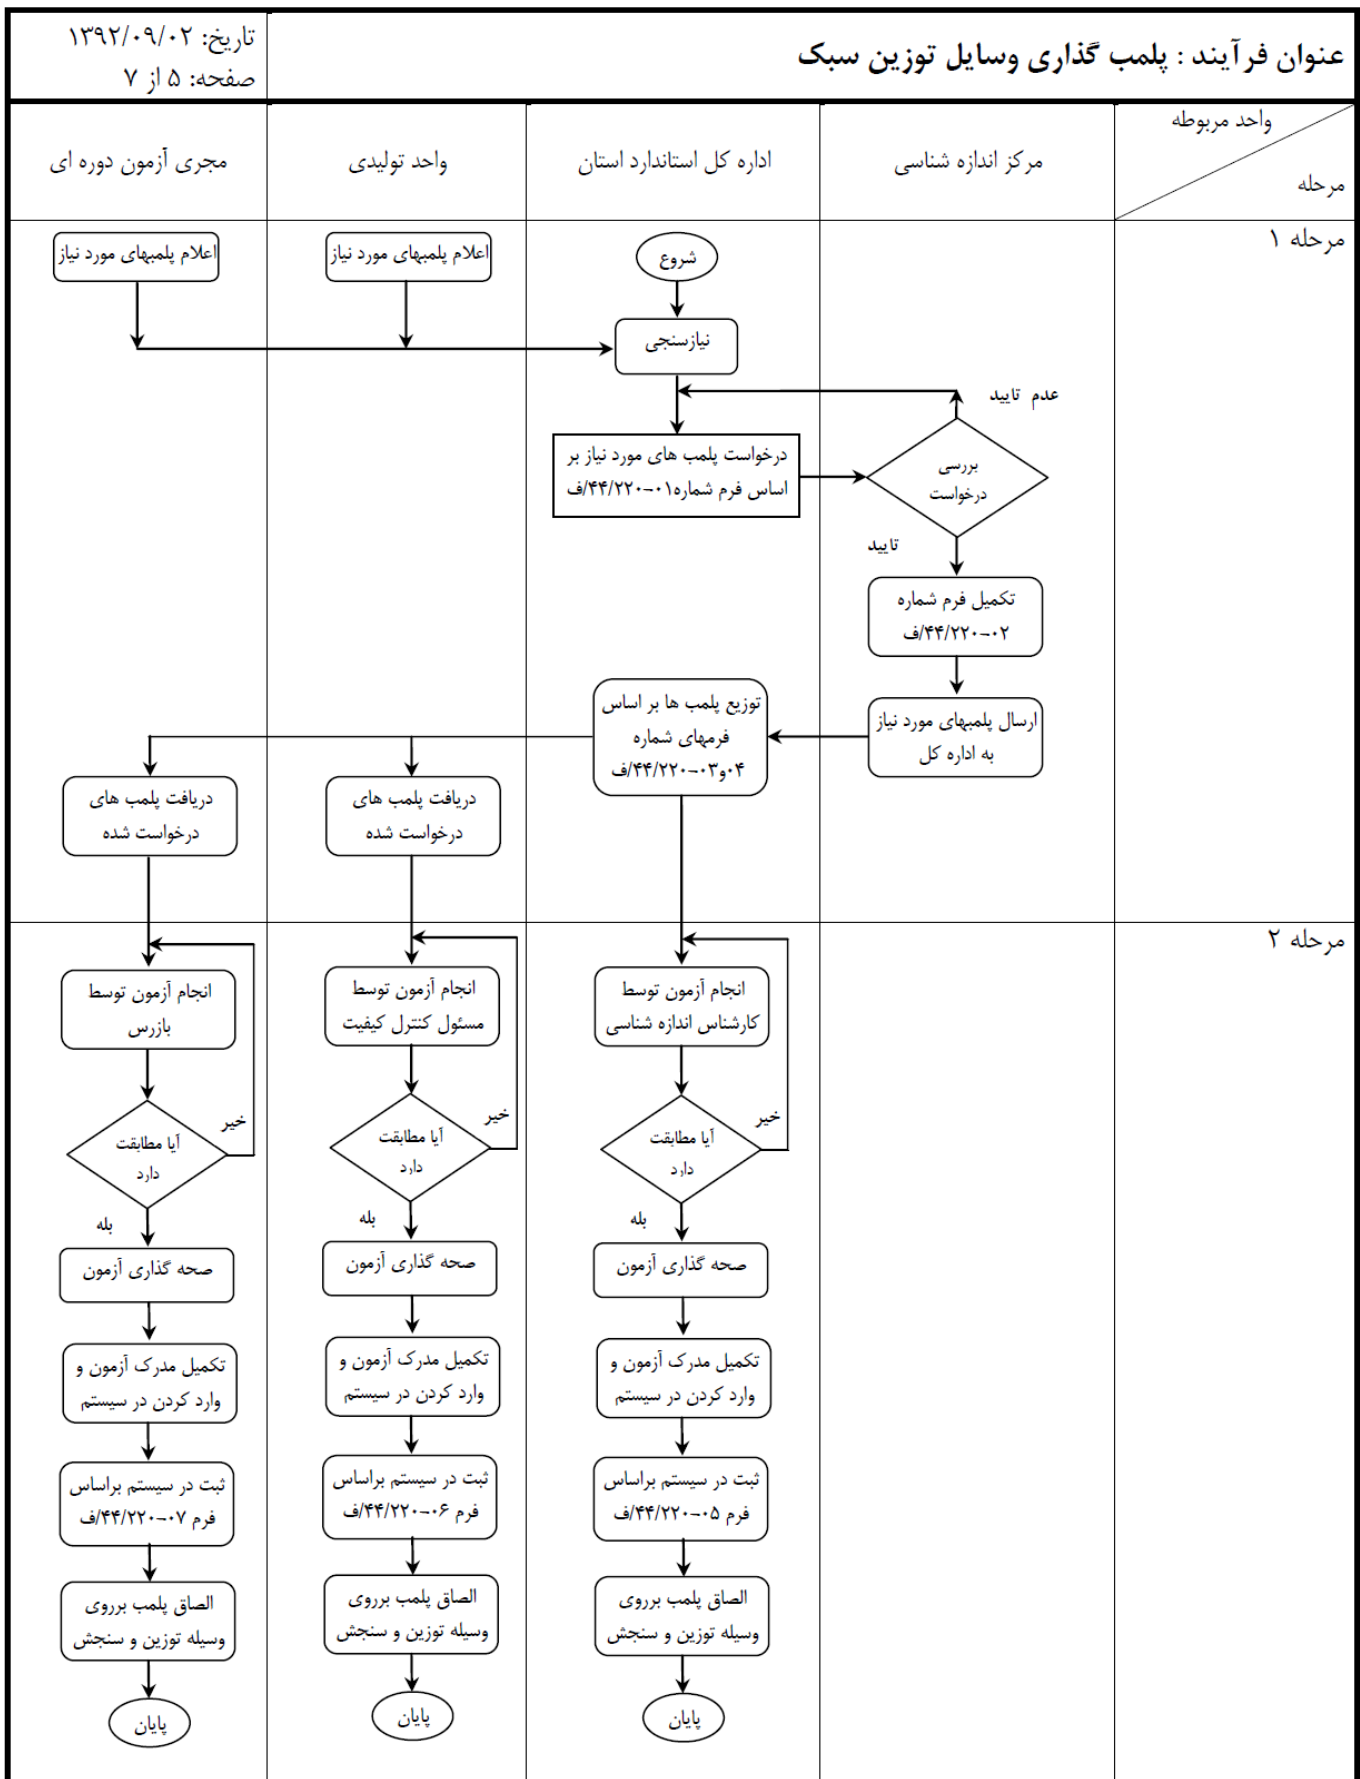 عنوان فرآیند : پلمب گذاری وسایل توزین سبک
تاریخ: ۱۳۹۲/۰۹/۰۲
صفحه: ۵ از ۷
واحد مربوطه
مرحله
مرکز اندازه شناسی
اداره کل استاندارد استان
واحد تولیدی
مجری آزمون دوره ای
مرحله ۱
شروع
اعلام پلمبهای مورد نیاز
اعلام پلمبهای مورد نیاز
نیازسنجی
عدم تایید
درخواست پلمب های مورد نیاز بر
اساس فرم شماره۰۱-۴۴/۲۲۰/ف
بررسی
درخواست
تایید
تکمیل فرم شماره
۰۲-۴۴/۲۲۰/ف
ارسال پلمبهای مورد نیاز
به اداره کل
توزیع پلمب ها بر اساس
فرمهای شماره
۰۴و۰۳-۴۴/۲۲۰/ف
دریافت پلمب های
درخواست شده
دریافت پلمب های
درخواست شده
مرحله ۲
انجام آزمون توسط
کارشناس اندازه شناسی
انجام آزمون توسط
مسئول کنترل کیفیت
انجام آزمون توسط
بازرس
آیا مطابقت
دارد
خیر
بله
آیا مطابقت
دارد
خیر
بله
آیا مطابقت
دارد
خیر
بله
صحه گذاری آزمون
صحه گذاری آزمون
صحه گذاری آزمون
تکمیل مدرک آزمون و
وارد کردن در سیستم
تکمیل مدرک آزمون و
وارد کردن در سیستم
تکمیل مدرک آزمون و
وارد کردن در سیستم
ثبت در سیستم براساس
فرم ۰۵-۴۴/۲۲۰/ف
ثبت در سیستم براساس
فرم ۰۶-۴۴/۲۲۰/ف
ثبت در سیستم براساس
فرم ۰۷-۴۴/۲۲۰/ف
الصاق پلمب برروی
وسیله توزین و سنجش
الصاق پلمب برروی
وسیله توزین و سنجش
الصاق پلمب برروی
وسیله توزین و سنجش
پایان
پایان
پایان